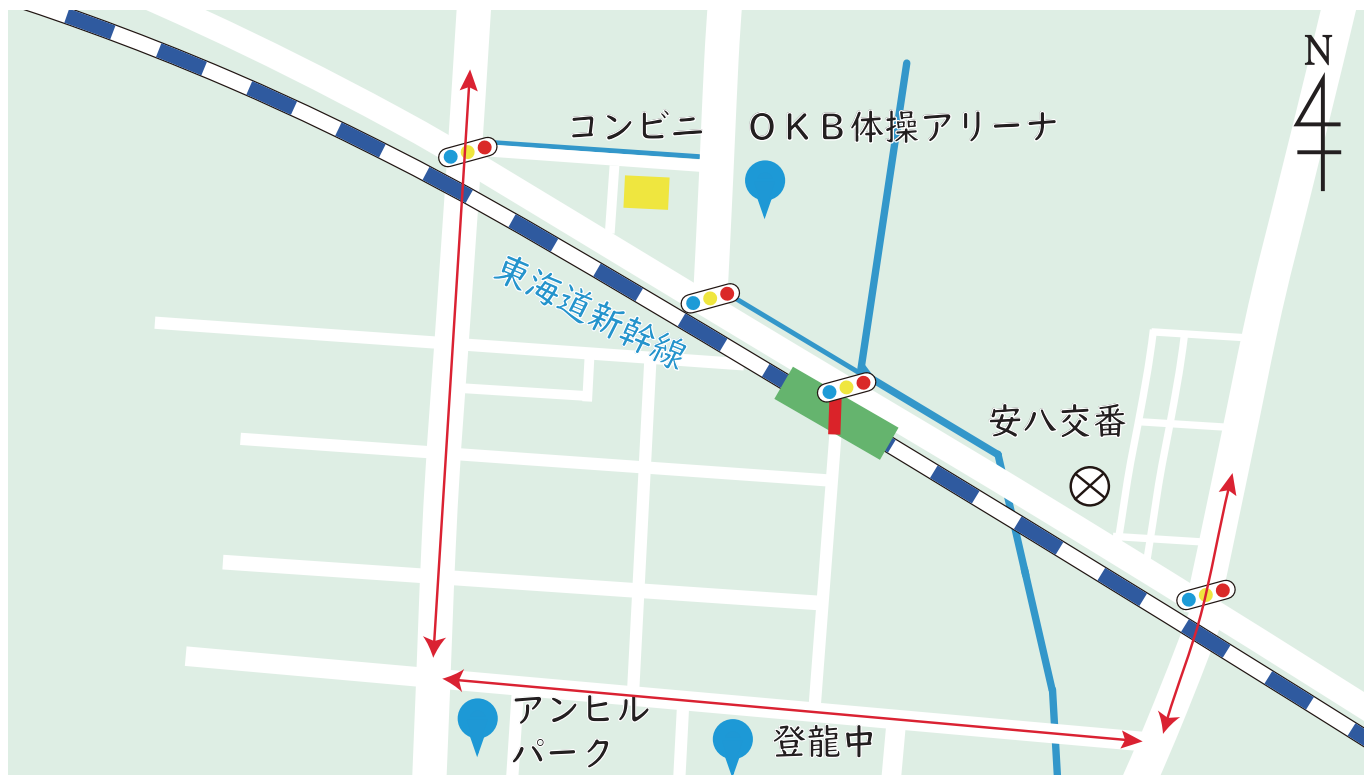 N
コンビニ
ＯＫＢ体操アリーナ
東海道新幹線
安八交番
アンヒル
パーク
登龍中